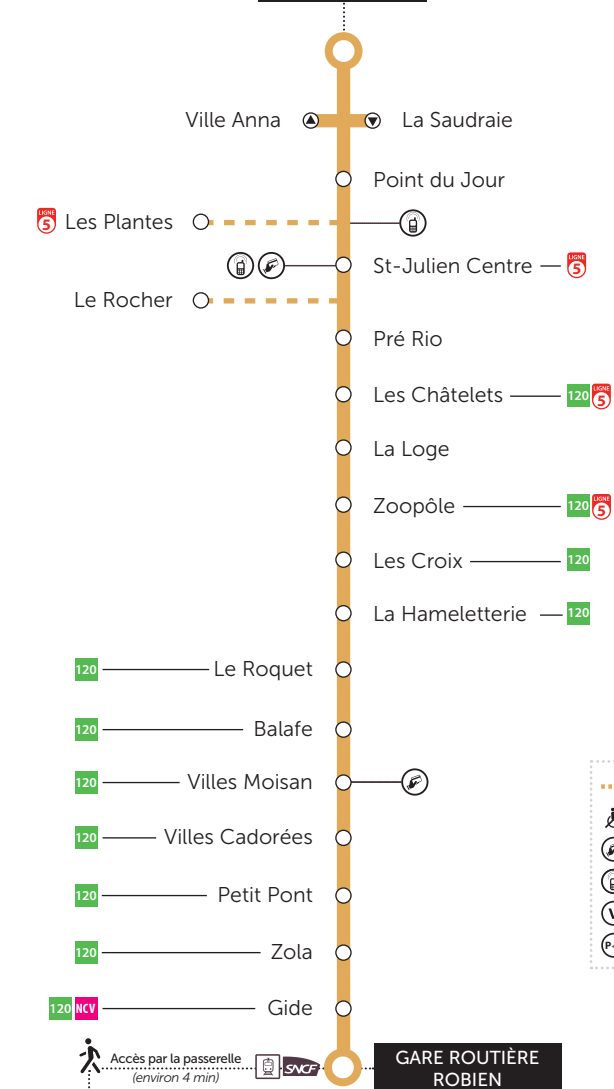 Ville Anna
La Saudraie
Point du Jour
LIGNE
5
Les Plantes
St-Julien Centre
LIGNE
5
Le Rocher
Pré Rio
Les Châtelets
120
LIGNE
5
La Loge
Zoopôle
120
LIGNE
5
Les Croix
120
La Hameletterie
120
120
Le Roquet
120
Balafe
120
Villes Moisan
120
Villes Cadorées
120
Petit Pont
120
Zola
120
NCV
Gide
Accès par la passerelle
(environ 4 min)
SNCF
GARE ROUTIÈRE
ROBIEN